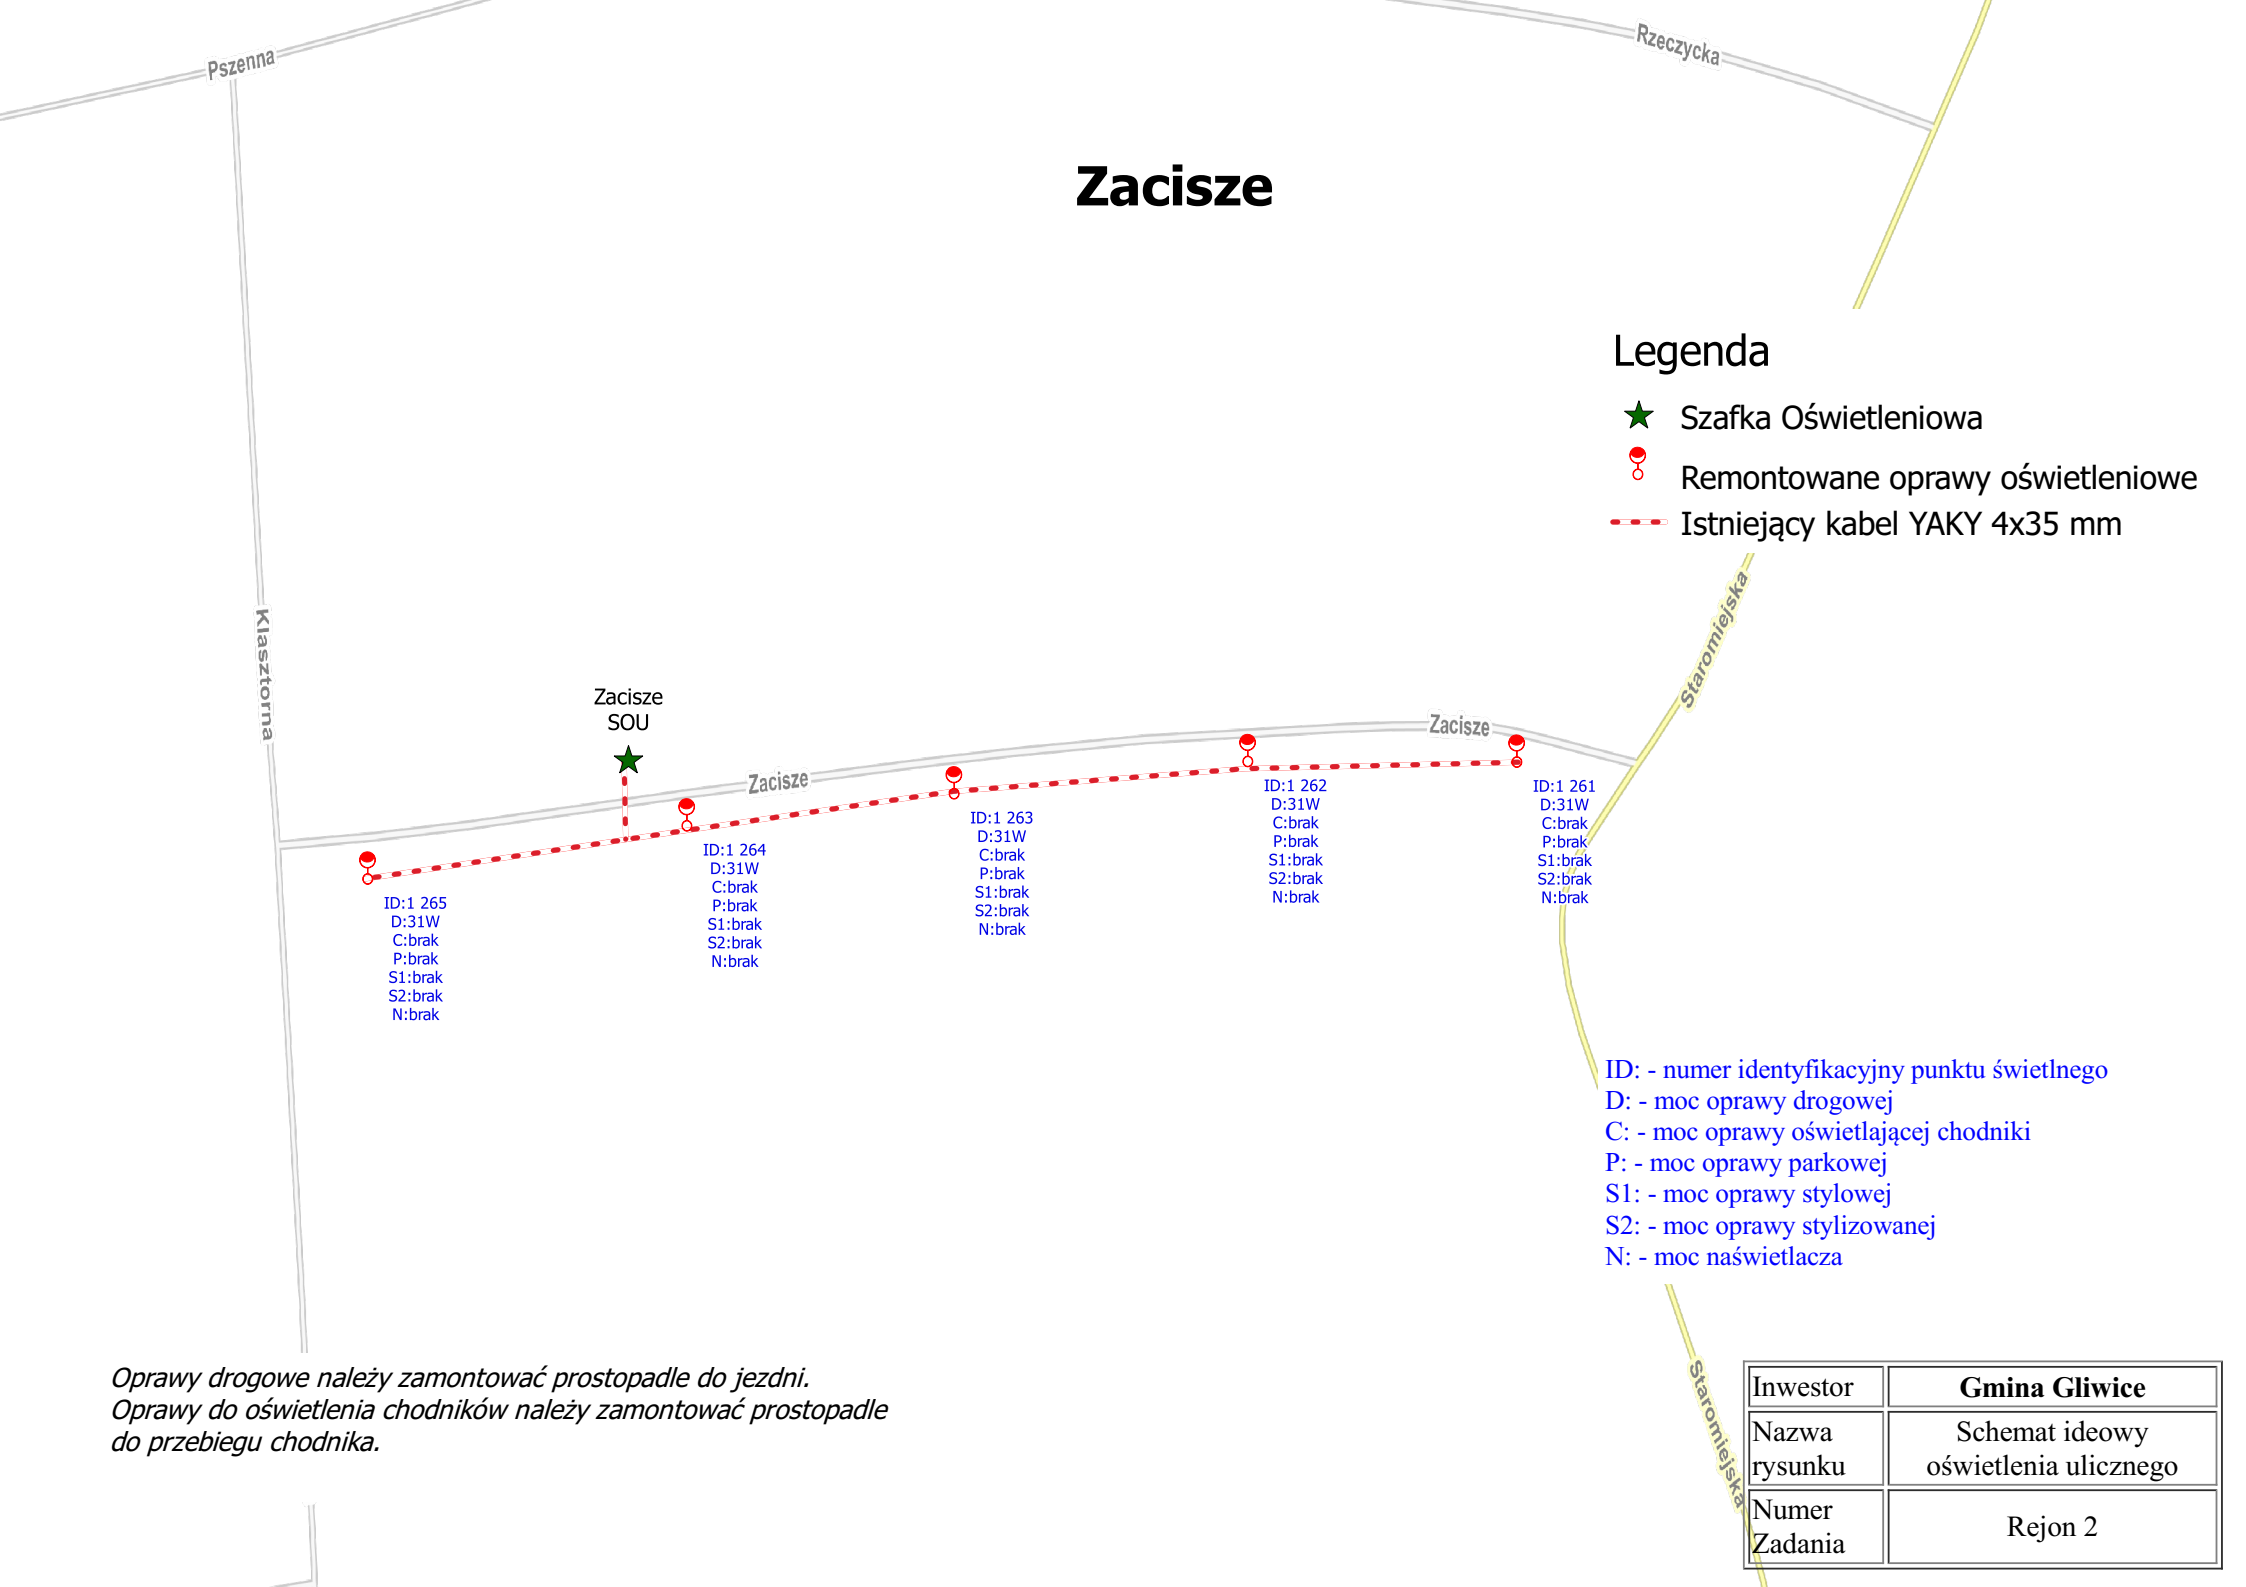 Pszenna
Rzeczycka
Zacisze
Legenda
Szafka Oświetleniowa
Remontowane oprawy oświetleniowe
Istniejący kabel YAKY 4x35 mm
Staromiejska
Klasztorna
Zacisze
SOU
Zacisze
Zacisze
ID:1 265
D:31W
C:brak
P:brak
S1:brak
S2:brak
N:brak
ID:1 264
D:31W
C:brak
P:brak
S1:brak
S2:brak
N:brak
ID:1 263
D:31W
C:brak
P:brak
S1:brak
S2:brak
N:brak
ID:1 262
D:31W
C:brak
P:brak
S1:brak
S2:brak
N:brak
ID:1 261
D:31W
C:brak
P:brak
S1:brak
S2:brak
N:brak
ID: - numer identyfikacyjny punktu świetlnego
D: - moc oprawy drogowej
C: - moc oprawy oświetlającej chodniki
P: - moc oprawy parkowej
S1: - moc oprawy stylowej
S2: - moc oprawy stylizowanej
N: - moc naświetlacza
Oprawy drogowe należy zamontować prostopadle do jezdni.
Oprawy do oświetlenia chodników należy zamontować prostopadle
do przebiegu chodnika.
Staromiejska
Inwestor
Gmina Gliwice
Nazwa
rysunku
Schemat ideowy
oświetlenia ulicznego
Numer
Zadania
Rejon 2